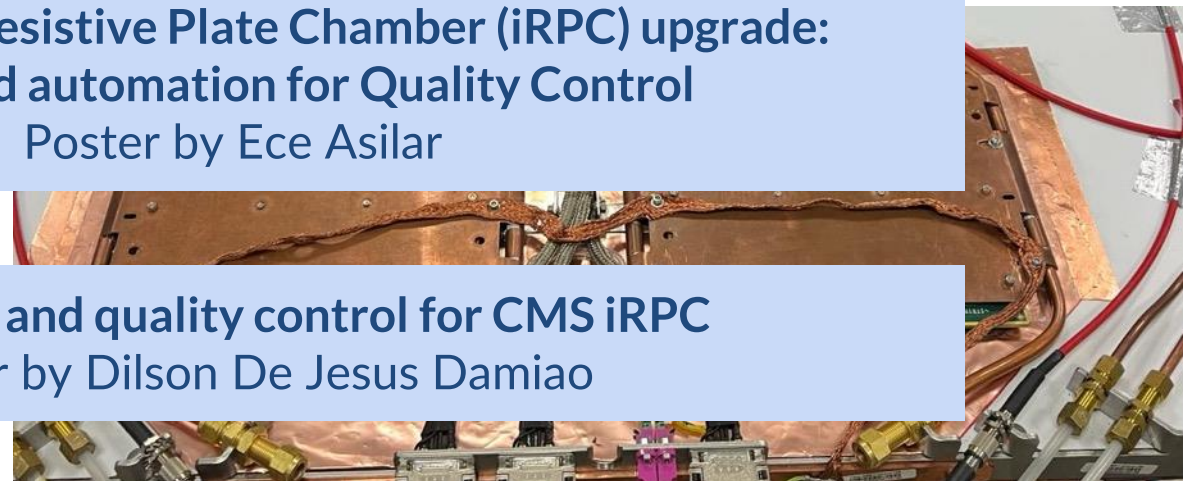 esistive Plate Chamber (iRPC) upgrade:
d automation for Quality Control
Poster by Ece Asilar
and quality control for CMS iRPC
r by Dilson De Jesus Damiao